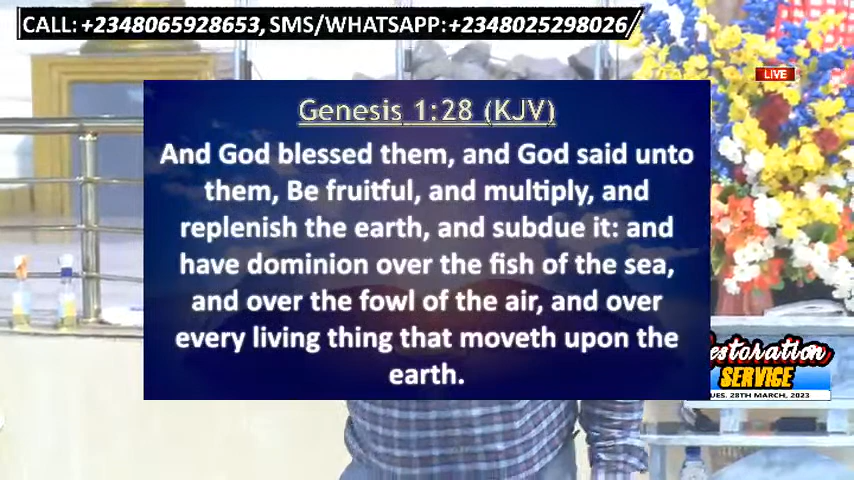 CALL: +2348065928653, SMS/WHATSAPP: +2348025298026/
LIVE
Genesis 1:28 (KJV)
And God blessed them, and God said unto
them, Be fruitful, and multiply, and
replenish the earth, and subdue it: and
have dominion over the fish of the sea,
and over the fowl of the air, and over
every living thing that moveth upon the
earth.
estoration
SERVICE
UES. 28TH MARCH, 2023